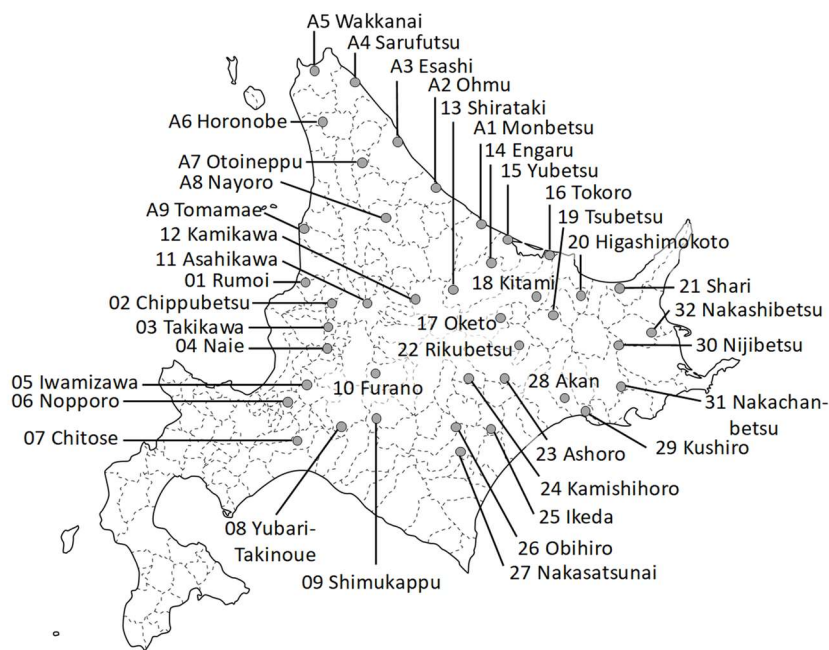 A5 Wakkanai
A4 Sarufutsu
A3 Esashi
A2 Ohmu
13 Shirataki
A1 Monbetsu
14 Engaru
15 Yubetsu
16 Tokoro
19 Tsubetsu
20 Higashimokoto
A6 Horonobe
A7 Otoineppu
A8 Nayoro
A9 Tomamae
12 Kamikawa
11 Asahikawa
01 Rumoi
02 Chippubetsu
03 Takikawa
04 Naie
18 Kitami
17 Oketo
22 Rikubetsu
21 Shari
32 Nakashibetsu
30 Nijibetsu
05 Iwamizawa
06 Nopporo
07 Chitose
10 Furano
28 Akan
31 Nakachan-
betsu
29 Kushiro
23 Ashoro
24 Kamishihoro
25 Ikeda
26 Obihiro
27 Nakasatsunai
08 Yubari-
Takinoue
09 Shimukappu